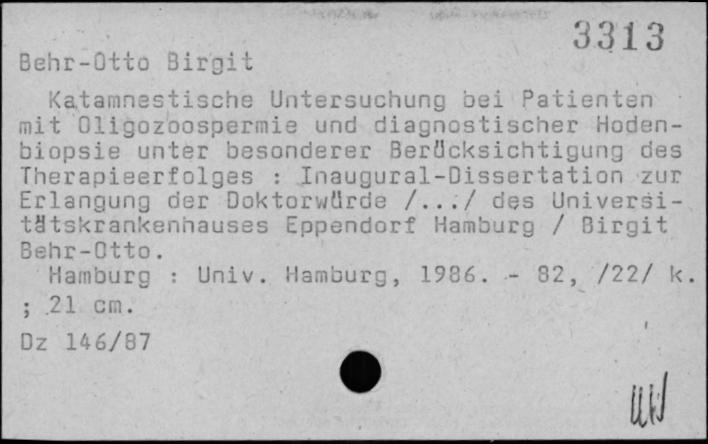 3313
Behr-Otto Birgit
Katamnestische Untersuchung bei Patienten
mit Oligozoospermie und diagnostischer Hoden-
biopsie unter besonderer Berücksichtigung des
Therapieerfolges : Inaugural-Dissertation zur
Erlangung der Doktorwürde /.../ des Universi-
tätskrankenhauses Eppendorf Hamburg / Birgit
Behr-Otto.
Hamburg : Univ. Hamburg, 1986. - 82, /22/ k.
; 21 cm.
Dz 146/87